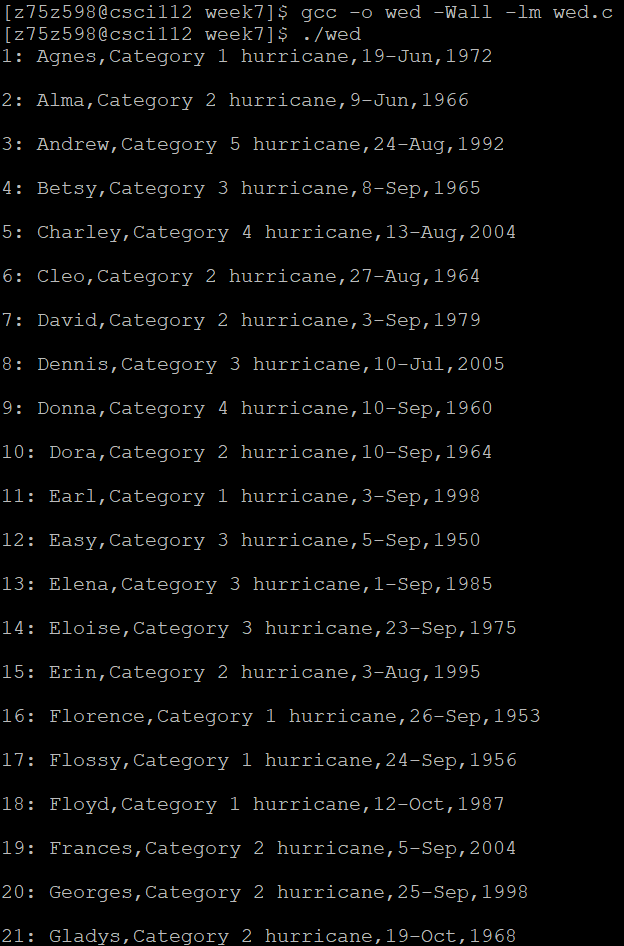 [z75z598@csci112 week7]$ gcc -o wed -Wall -lm wed.c
[z75z598@csci112 week7]$ ./wed
1: Agnes,Category 1 hurricane,19-Jun,1972
2: Alma,Category 2 hurricane,9-Jun,1966
3: Andrew,Category 5 hurricane,24-Aug,1992
4: Betsy,Category 3 hurricane,8-Sep,1965
5: Charley,Category 4 hurricane,13-Aug,2004
6: Cleo,Category 2 hurricane,27-Aug,1964
7: David,Category 2 hurricane,3-Sep,1979
8: Dennis,Category 3 hurricane,10-Jul,2005
9: Donna,Category 4 hurricane,10-Sep,1960
10: Dora,Category 2 hurricane,10-Sep,1964
11: Earl,Category 1 hurricane,3-Sep,1998
12: Easy,Category 3 hurricane,5-Sep,1950
13: Elena,Category 3 hurricane,1-Sep,1985
14: Eloise,Category 3 hurricane,23-Sep,1975
15: Erin,Category 2 hurricane,3-Aug,1995
16: Florence,Category 1 hurricane,26-Sep,1953
17: Flossy,Category 1 hurricane,24-Sep,1956
18: Floyd,Category 1 hurricane,12-Oct,1987
19: Frances,Category 2 hurricane,5-Sep,2004
20: Georges,Category 2 hurricane,25-Sep,1998
21: Gladys,Category 2 hurricane,19-Oct,1968